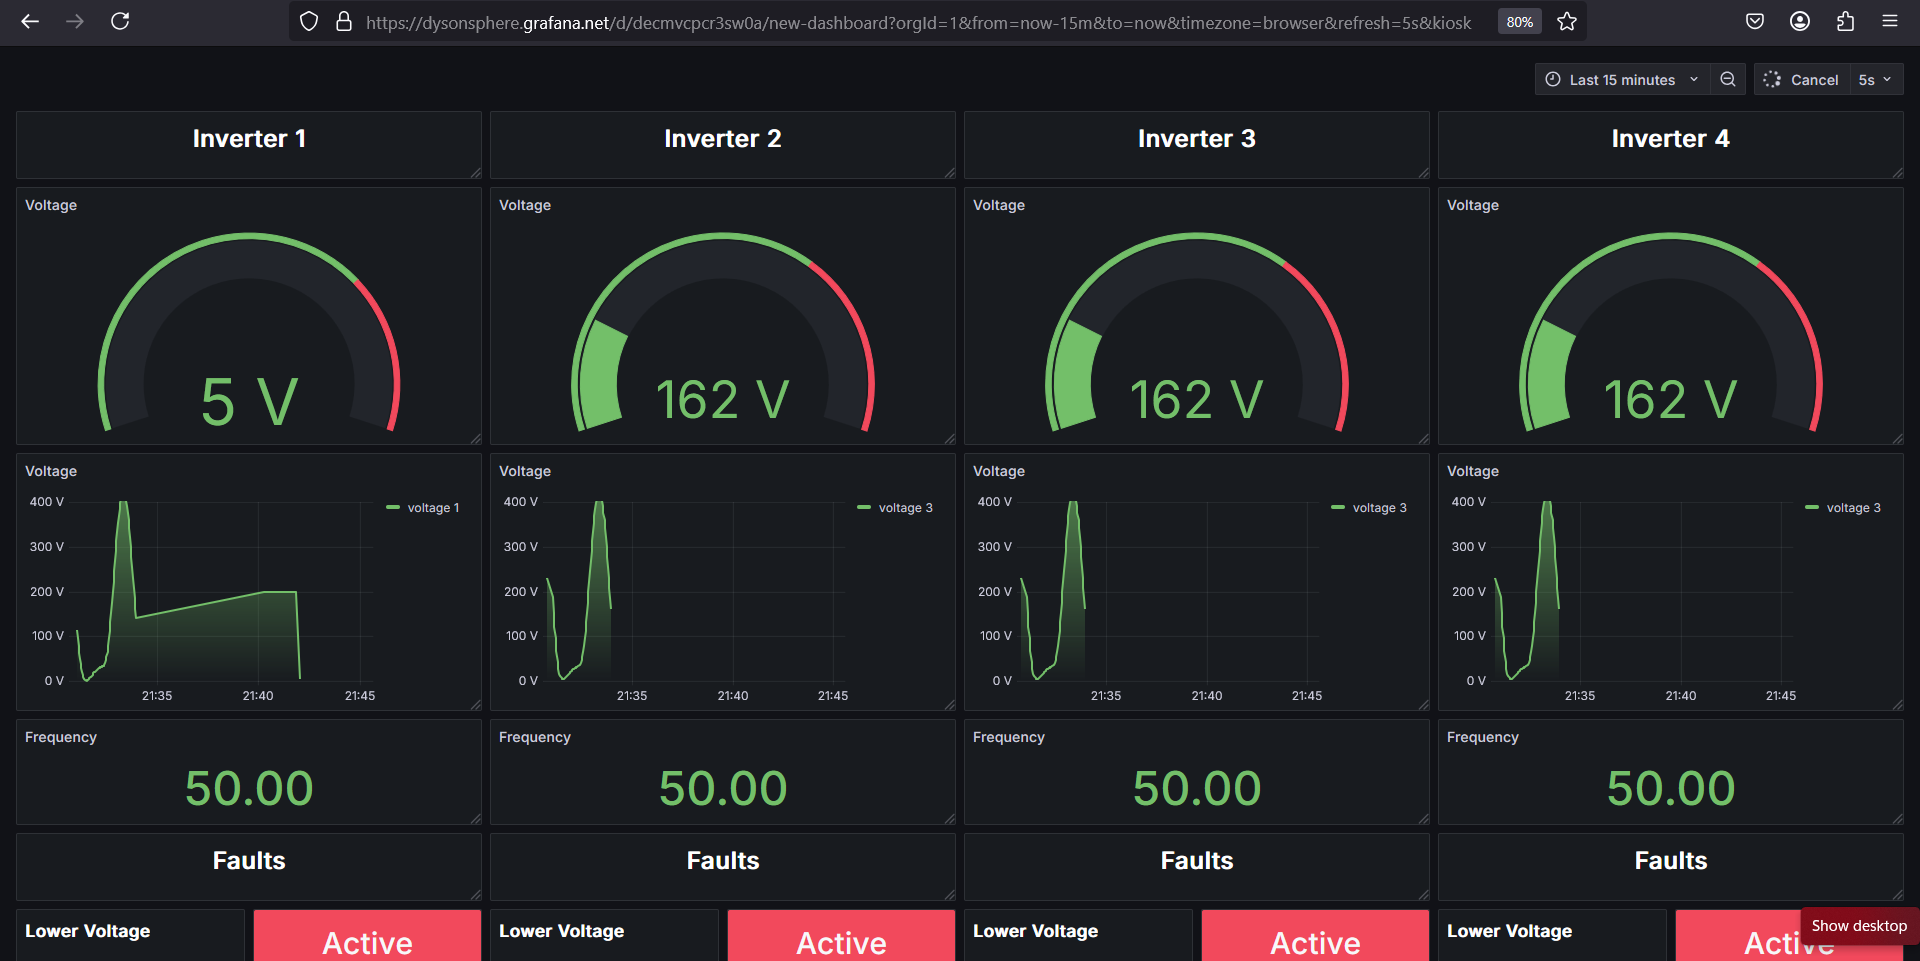 https://dysonsphere.grafana.net/d/decmvcpcr3sw0a/new-dashboard?orgId=1&from=now-15m&to=now&timezone=browser&refresh=5s&kiosk 80%
Last 15 minutes Cancel 5s
Inverter 1 Inverter 2 Inverter 3 Inverter 4
Voltage Voltage Voltage Voltage
5 V 162 V 162 V 162 V
Voltage
400 V
300 V
200 V
100 V
0 V
21:35 21:40 21:45
voltage 1
Voltage
400 V
300 V
200 V
100 V
0 V
21:35 21:40 21:45
voltage 3
Voltage
400 V
300 V
200 V
100 V
0 V
21:35 21:40 21:45
voltage 3
Voltage
400 V
300 V
200 V
100 V
0 V
21:35 21:40 21:45
voltage 3
Frequency Frequency Frequency Frequency
50.00 50.00 50.00 50.00
Faults Faults Faults Faults
Lower Voltage Active Lower Voltage Active Lower Voltage Active Lower Voltage Active
Show desktop